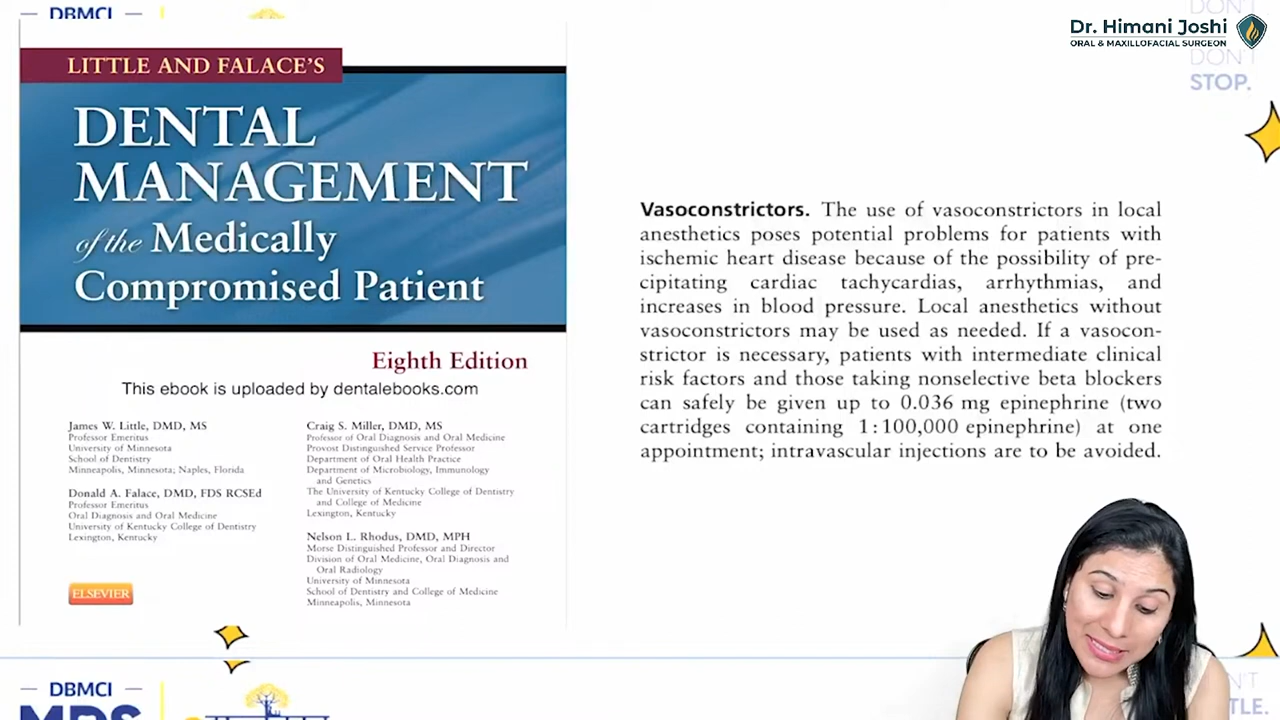 — DBMCI —
DON'T
Dr. Himani Joshi
ORAL & MAXILLOFACIAL SURGEON
DON'T
STOP.
LITTLE AND FALACE'S
DENTAL
MANAGEMENT
of the Medically
Compromised Patient
Eighth Edition
This ebook is uploaded by dentalebooks.com
James W. Little, DMD, MS
Professor Emeritus
University of Minnesota
School of Dentistry
Minneapolis, Minnesota; Naples, Florida
Donald A. Falace, DMD, FDS RCSEd
Professor Emeritus
Oral Diagnosis and Oral Medicine
University of Kentucky College of Dentistry
Lexington, Kentucky
Craig S. Miller, DMD, MS
Professor of Oral Diagnosis and Oral Medicine
Provost Distinguished Service Professor
Department of Oral Health Practice
Department of Microbiology, Immunology
and Genetics
The University of Kentucky College of Dentistry
and College of Medicine
Lexington, Kentucky
Nelson L. Rhodus, DMD, MPH
Morse Distinguished Professor and Director
Division of Oral Medicine, Oral Diagnosis and
Oral Radiology
University of Minnesota
School of Dentistry and College of Medicine
Minneapolis, Minnesota
ELSEVIER
Vasoconstrictors. The use of vasoconstrictors in local
anesthetics poses potential problems for patients with
ischemic heart disease because of the possibility of pre-
cipitating cardiac tachycardias, arrhythmias, and
increases in blood pressure. Local anesthetics without
vasoconstrictors may be used as needed. If a vasocon-
strictor is necessary, patients with intermediate clinical
risk factors and those taking nonselective beta blockers
can safely be given up to 0.036 mg epinephrine (two
cartridges containing 1:100,000 epinephrine) at one
appointment; intravascular injections are to be avoided.
— DBMCI —
MDS